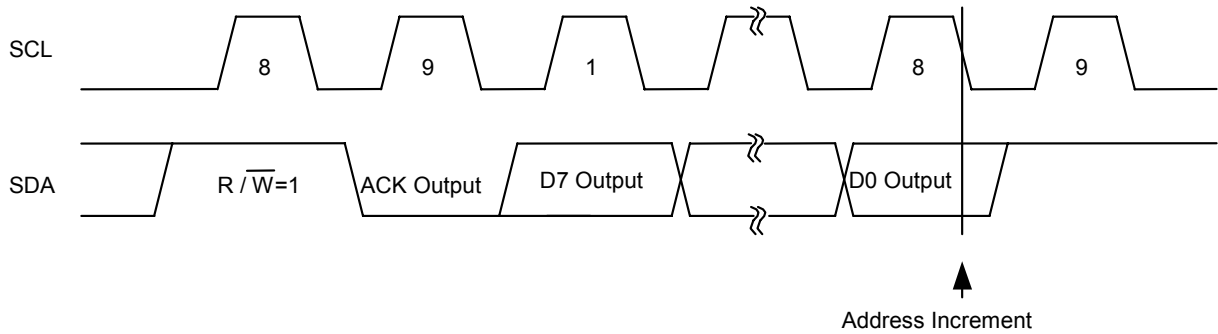 SCL
8 9 1 8 9
SDA
R / W̅=1 ACK Output D7 Output D0 Output
Address Increment